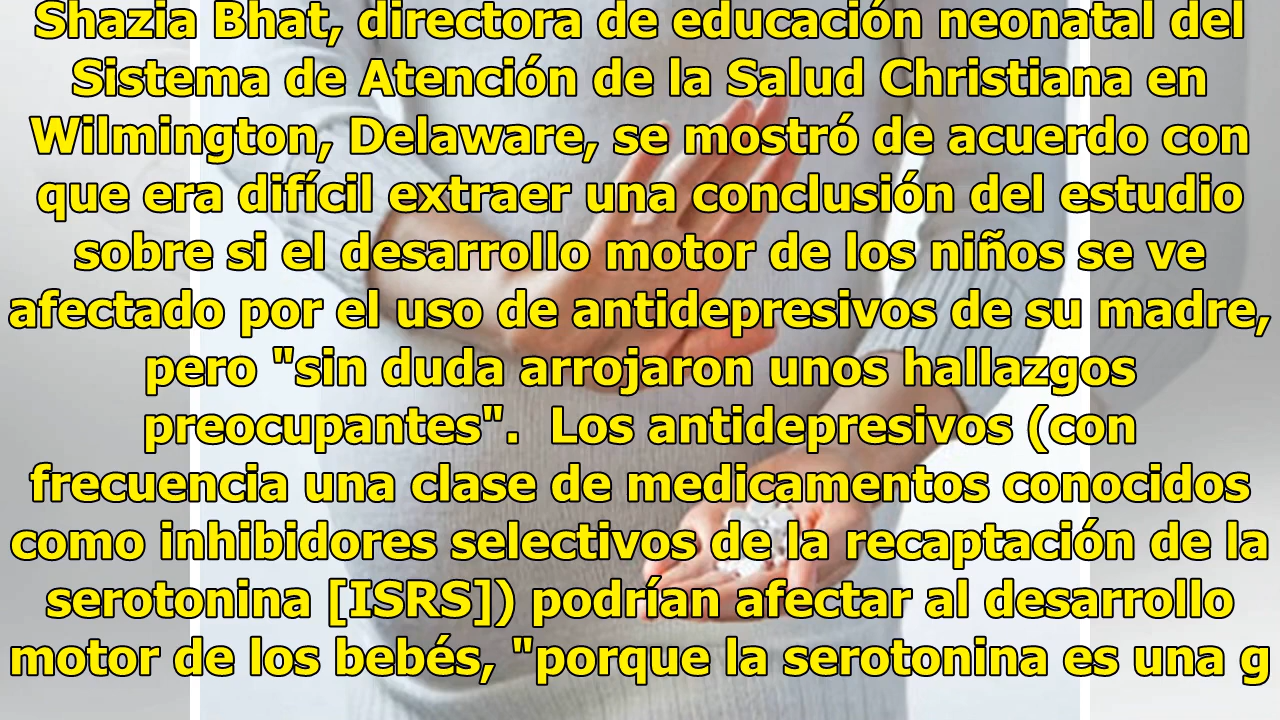 Shazia Bhat, directora de educación neonatal del
Sistema de Atención de la Salud Christiana en
Wilmington, Delaware, se mostró de acuerdo con
que era difícil extraer una conclusión del estudio
sobre si el desarrollo motor de los niños se ve
afectado por el uso de antidepresivos de su madre,
pero "sin duda arrojaron unos hallazgos
preocupantes".  Los antidepresivos (con
frecuencia una clase de medicamentos conocidos
como inhibidores selectivos de la recaptación de la
serotonina [ISRS]) podrían afectar al desarrollo
motor de los bebés, "porque la serotonina es una g